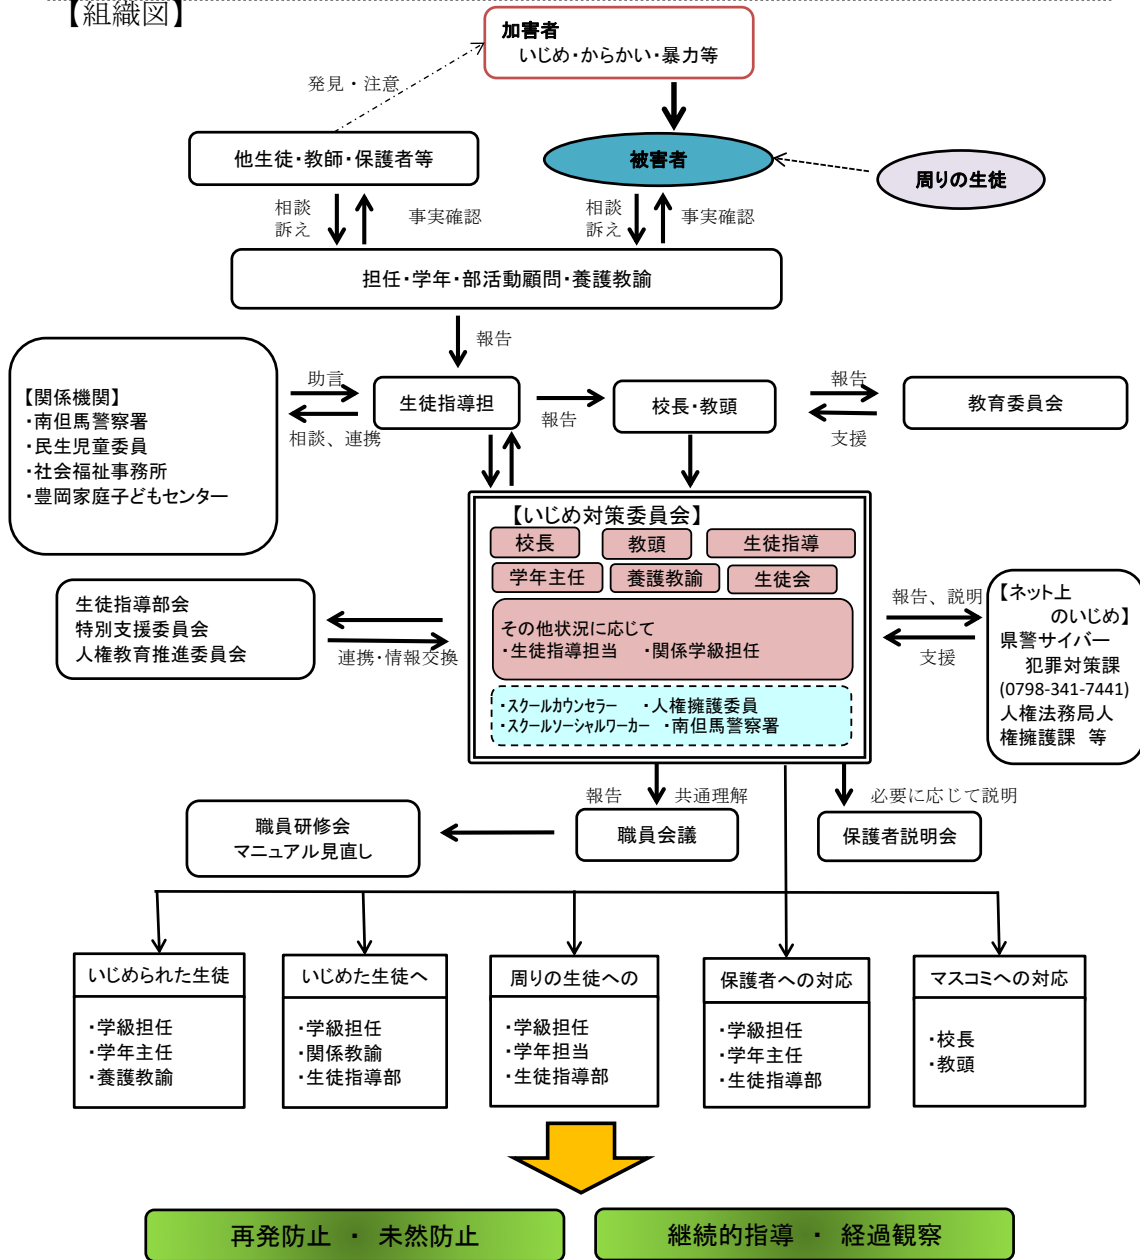 【組織図】
加害者
いじめ・からかい・暴力等
発見・注意
他生徒・教師・保護者等
被害者
周りの生徒
相談
訴え
事実確認
相談
訴え
事実確認
担任・学年・部活動顧問・養護教諭
報告
【関係機関】
・南但馬警察署
・民生児童委員
・社会福祉事務所
・豊岡家庭子どもセンター
助言
相談、連携
生徒指導担
報告
校長・教頭
報告
支援
教育委員会
【いじめ対策委員会】
校長
教頭
生徒指導
学年主任
養護教諭
生徒会
その他状況に応じて
・生徒指導担当 ・関係学級担任
・スクールカウンセラー ・人権擁護委員
・スクールソーシャルワーカー ・南但馬警察署
生徒指導部会
特別支援委員会
人権教育推進委員会
連携・情報交換
報告、説明
支援
【ネット上
のいじめ】
県警サイバー
犯罪対策課
(0798-341-7441)
人権法務局人
権擁護課 等
報告 共通理解
必要に応じて説明
職員研修会
マニュアル見直し
職員会議
保護者説明会
いじめられた生徒
・学級担任
・学年主任
・養護教諭
いじめた生徒へ
・学級担任
・関係教諭
・生徒指導部
周りの生徒への
・学級担任
・学年担当
・生徒指導部
保護者への対応
・学級担任
・学年主任
・生徒指導部
マスコミへの対応
・校長
・教頭
再発防止 ・ 未然防止
継続的指導 ・ 経過観察